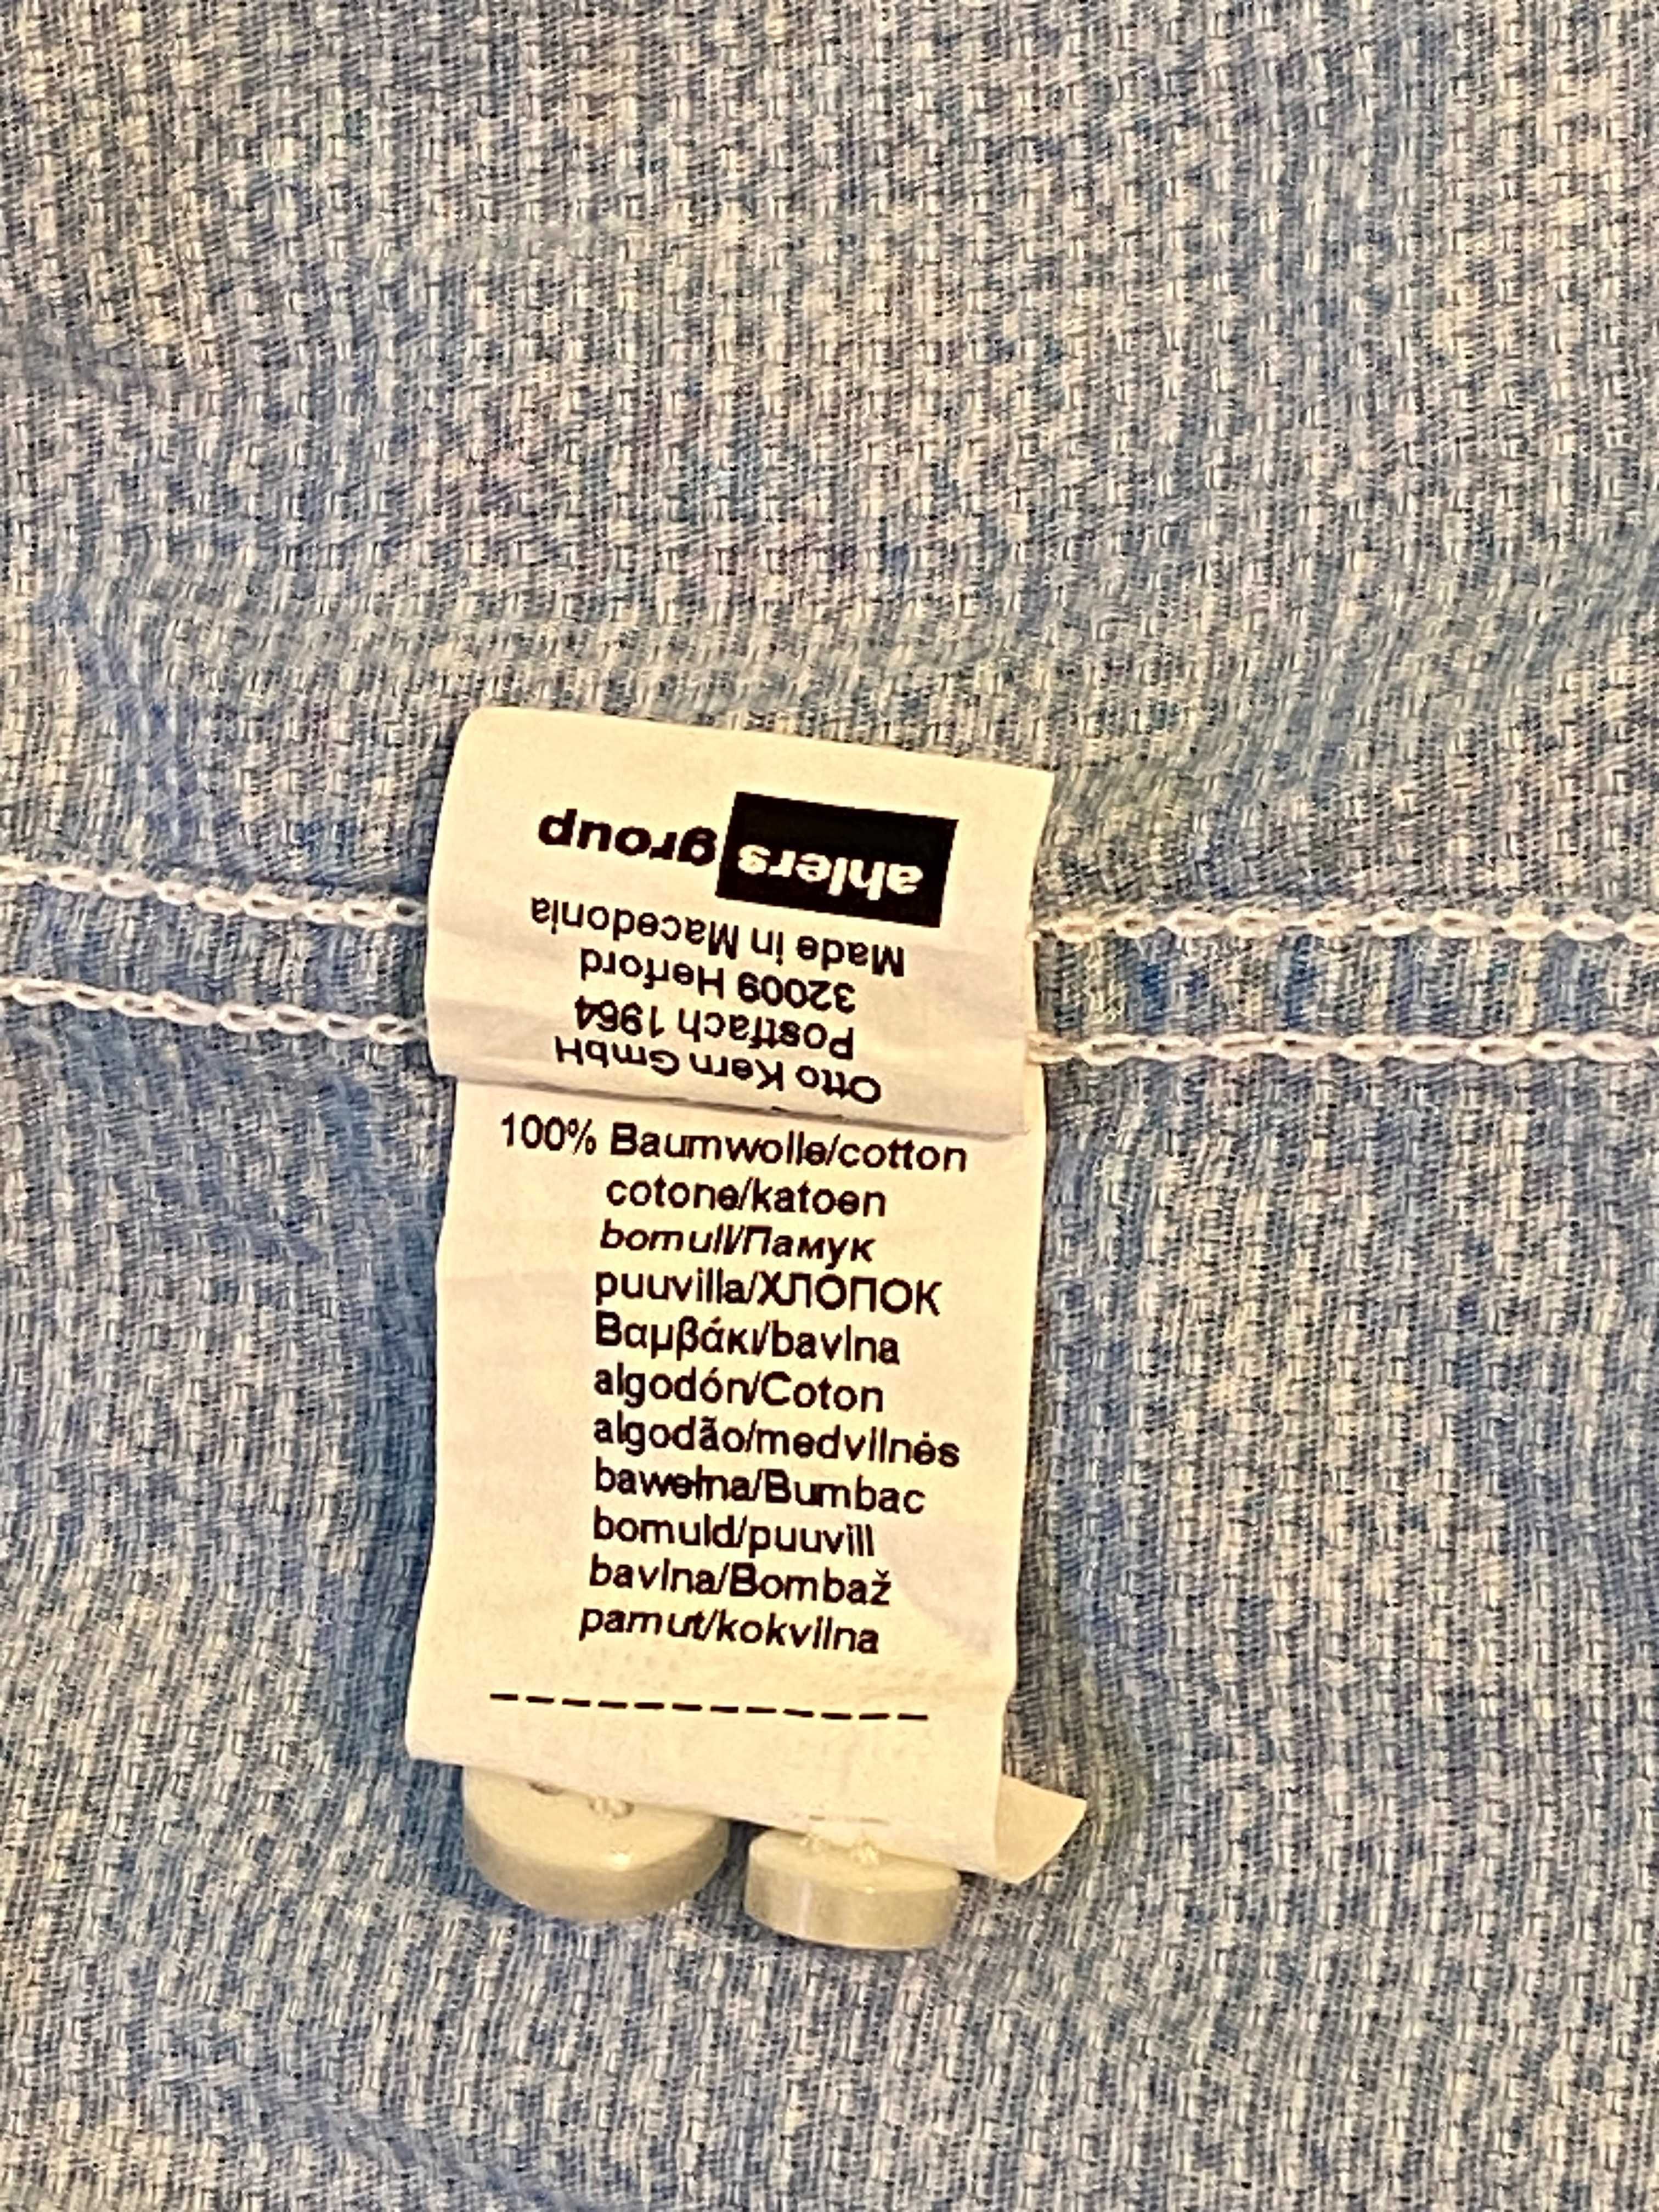 ahlers group
Made in Macedonia
32009 Herford
Postfach 1964
Otto Kern GmbH
100% Baumwolle/cotton
cotone/katoen
bomull/Памук
puuvilla/ХЛОПОК
Βαμβάκι/bavlna
algodón/Coton
algodão/medvilnės
bawełna/Bumbac
bomuld/puuvill
bavlna/Bombaž
pamut/kokvilna